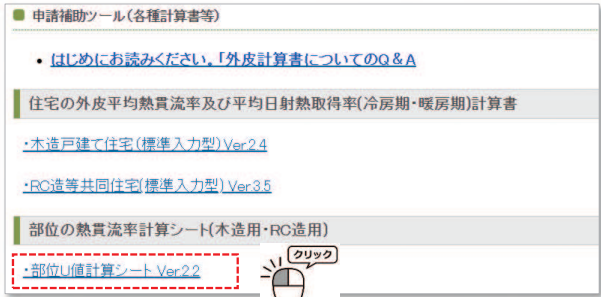 申請補助ツール(各種計算書等)
• はじめにお読みください。「外皮計算書についてのQ&A
住宅の外皮平均熱貫流率及び平均日射熱取得率(冷房期・暖房期)計算書
・木造戸建て住宅(標準入力型) Ver2.4
・RC造等共同住宅(標準入力型) Ver3.5
部位の熱貫流率計算シート(木造用・RC造用)
・部位U値計算シート Ver2.2
クリック